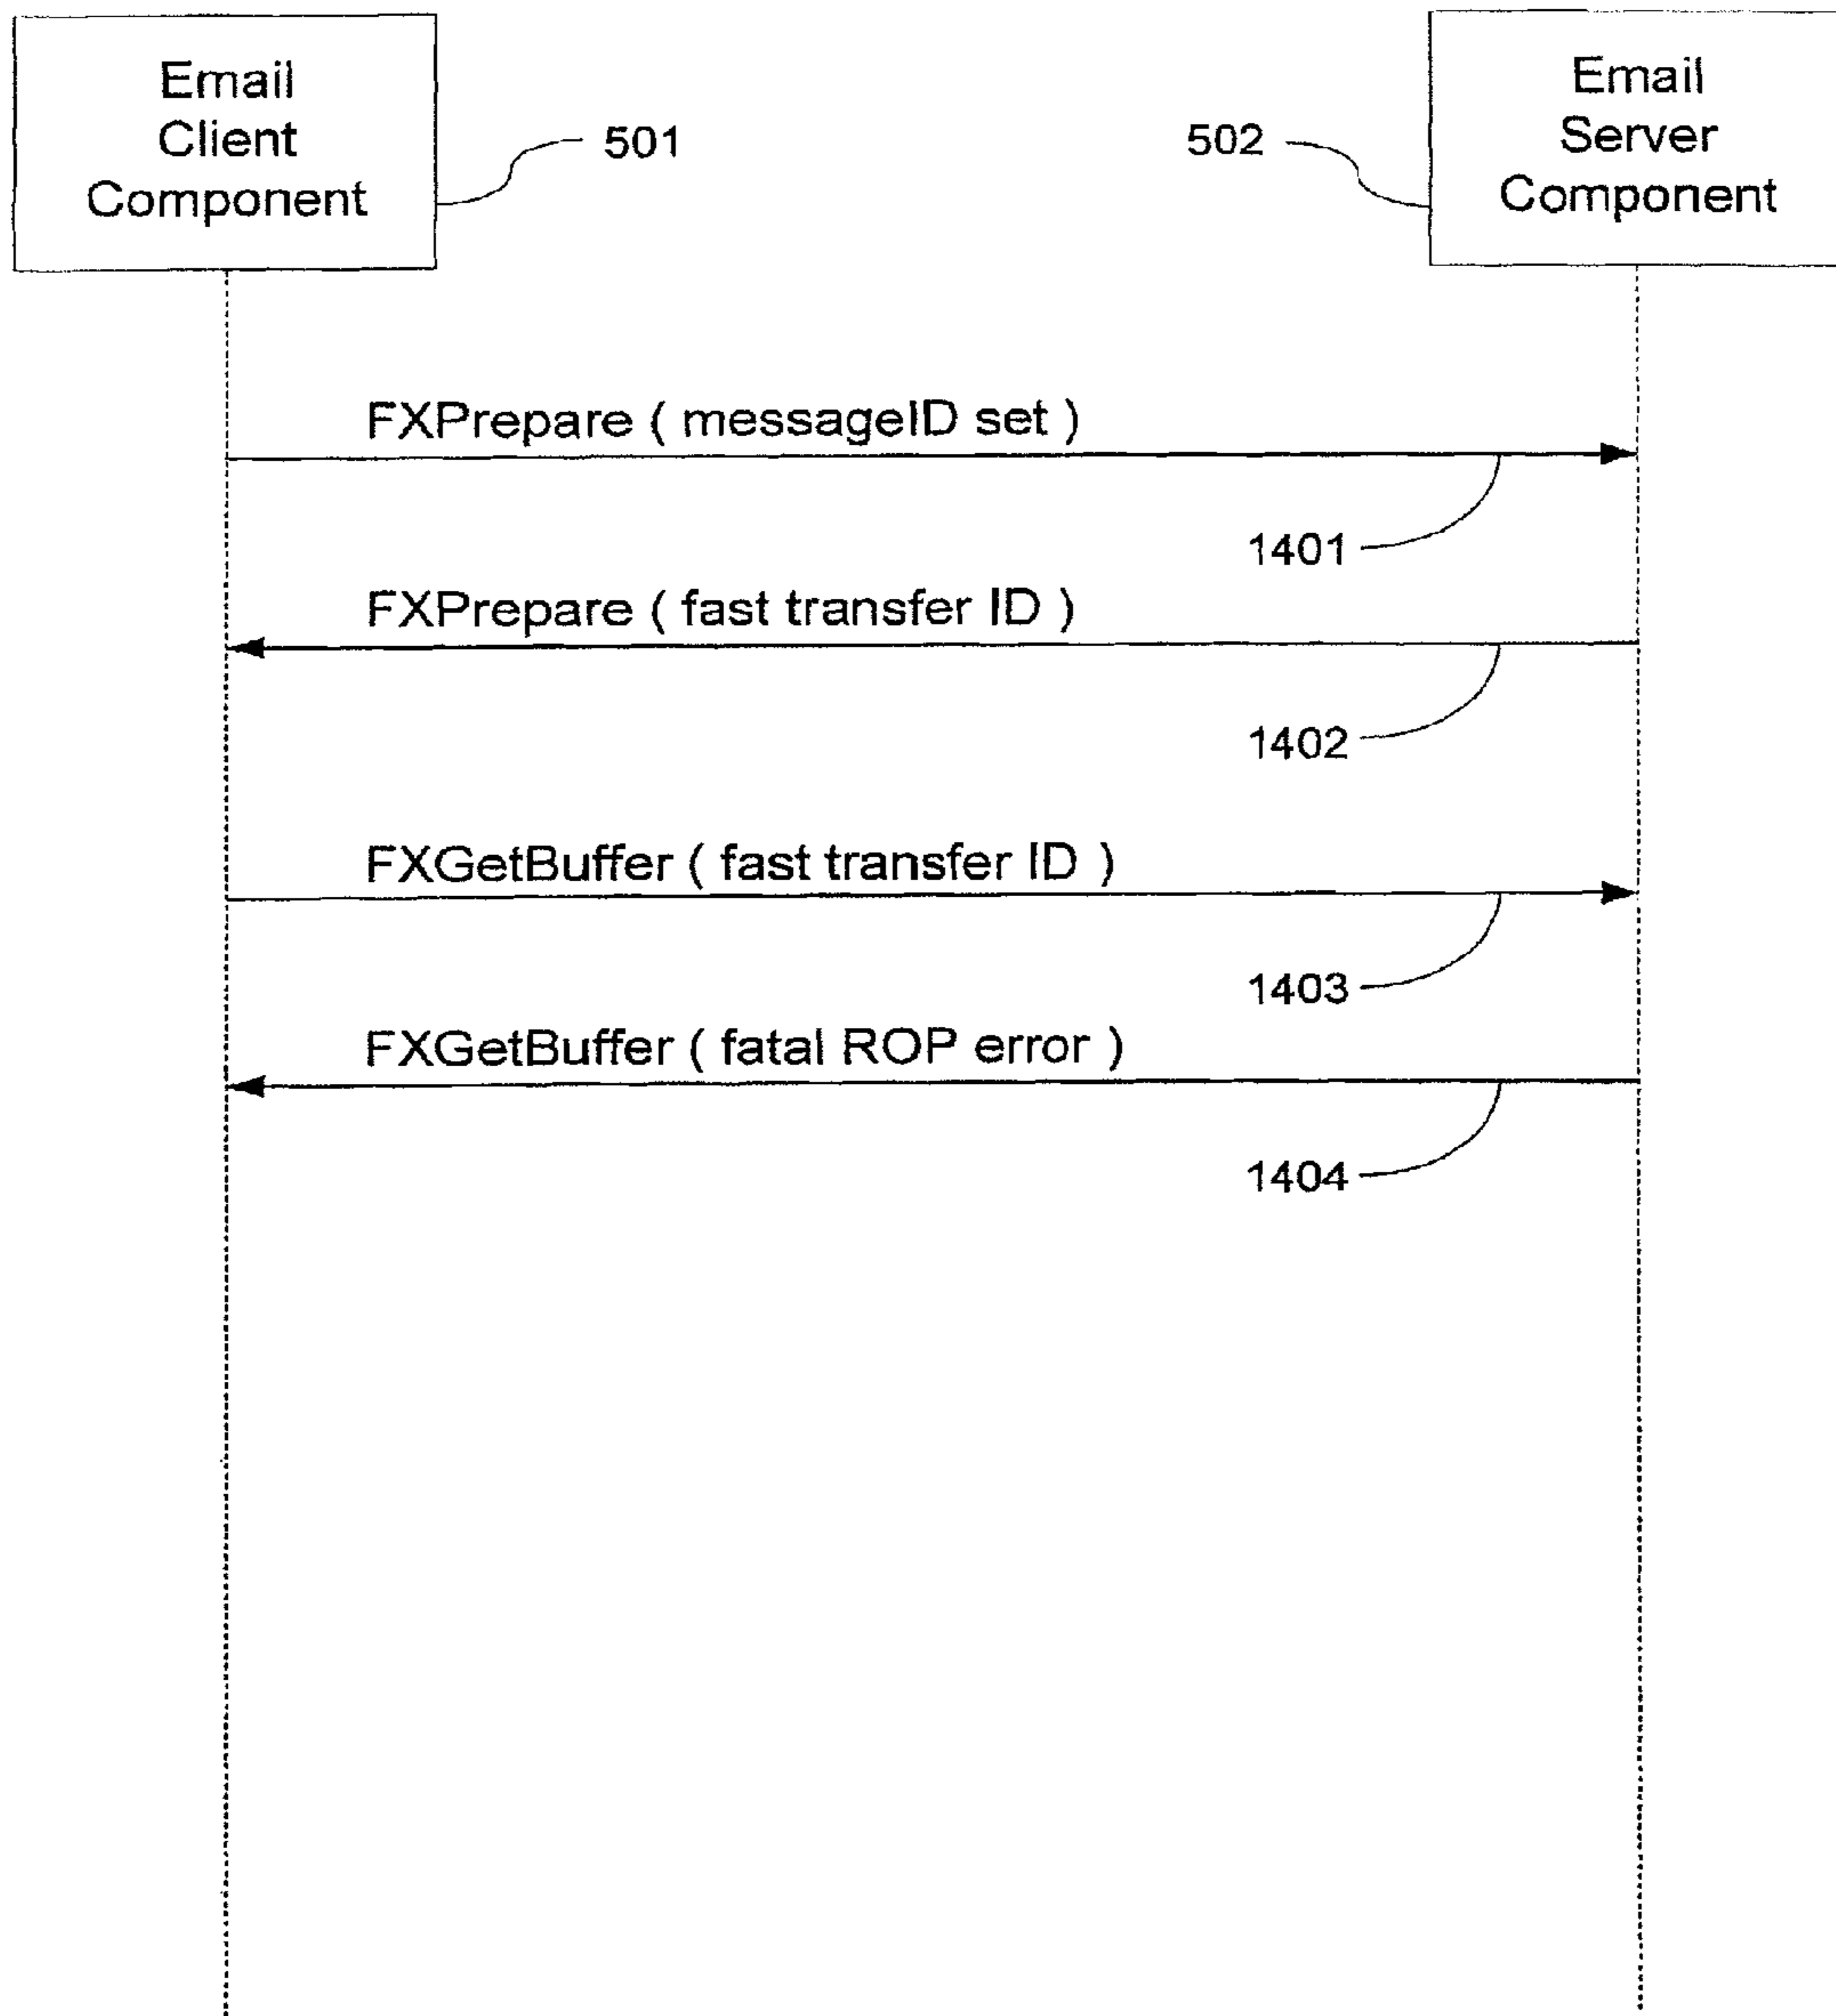 Email
Client
Component
501
502
Email
Server
Component
FXPrepare ( messageID set )
1401
FXPrepare ( fast transfer ID )
1402
FXGetBuffer ( fast transfer ID )
1403
FXGetBuffer ( fatal ROP error )
1404